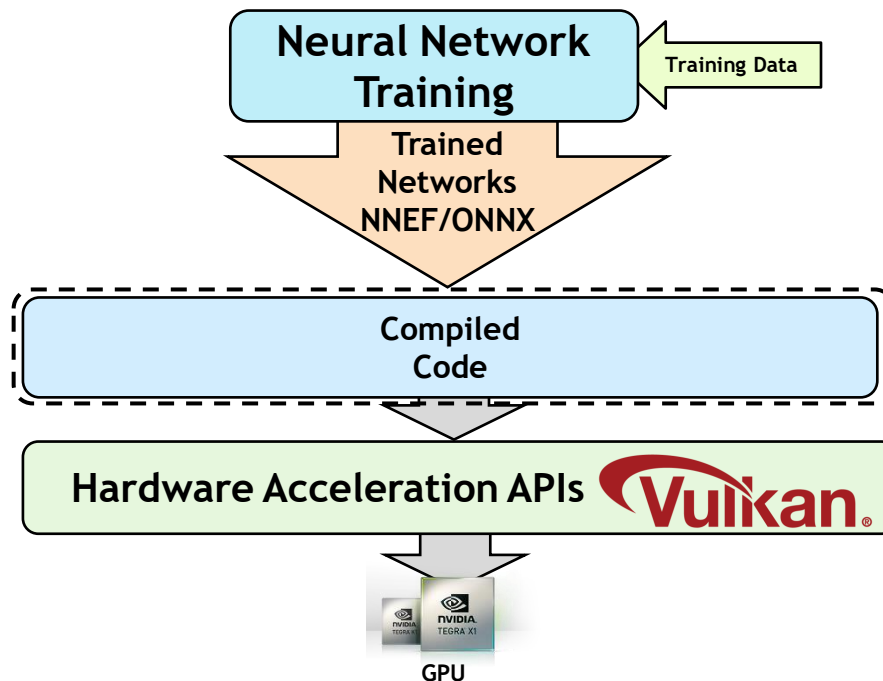 Neural Network
Training
Training Data
Trained
Networks
NNEF/ONNX
Compiled
Code
Hardware Acceleration APIs
Vulkan®
NVIDIA.
TEGRA X1
NVIDIA.
TEGRA X1
GPU